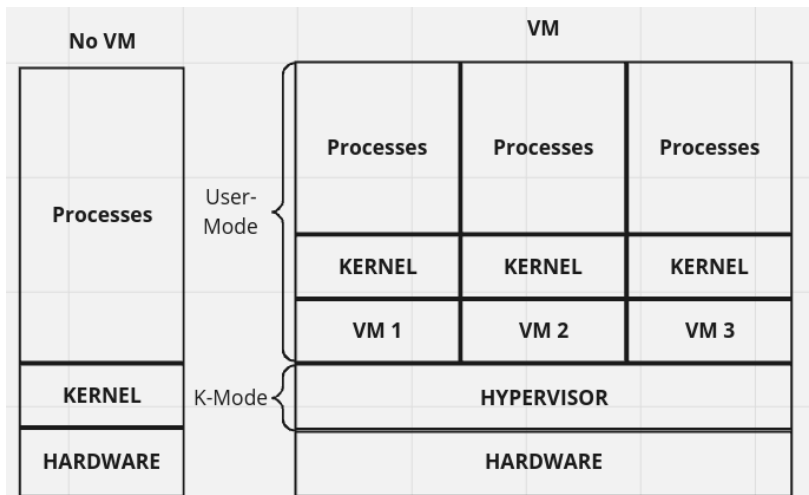 No VM
VM
Processes
User-
Mode
Processes
Processes
Processes
KERNEL
KERNEL
KERNEL
VM 1
VM 2
VM 3
KERNEL
K-Mode
HYPERVISOR
HARDWARE
HARDWARE